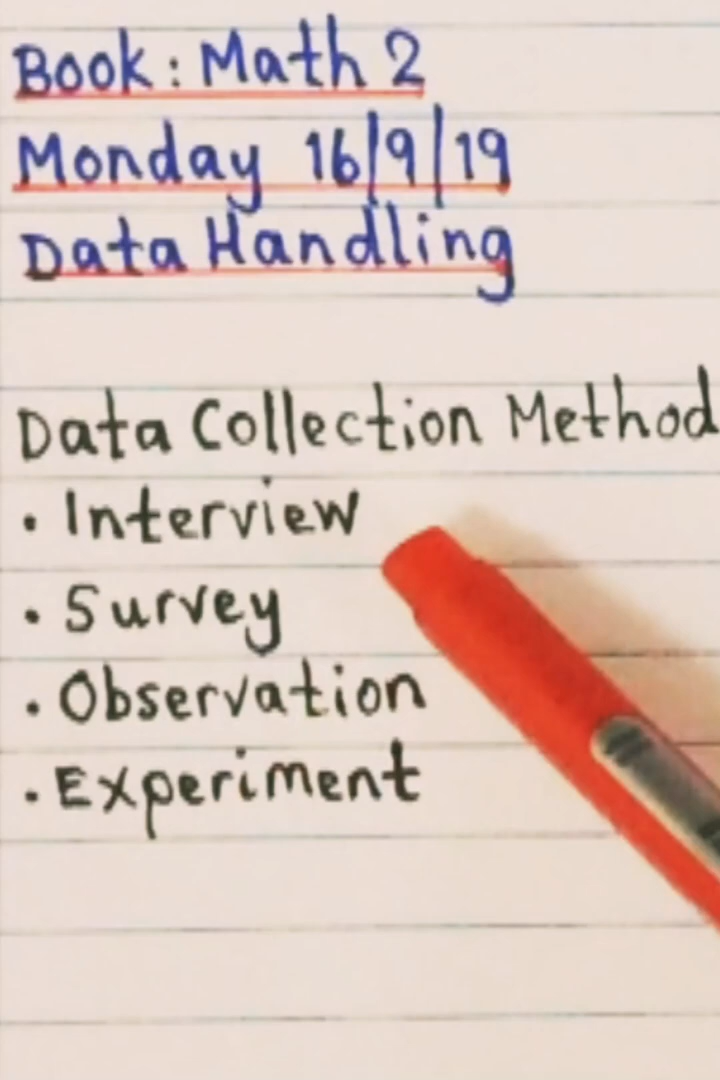 Book: Math 2
Monday 16/9/19
Data Handling
Data Collection Method
• Interview
• Survey
• Observation
• Experiment